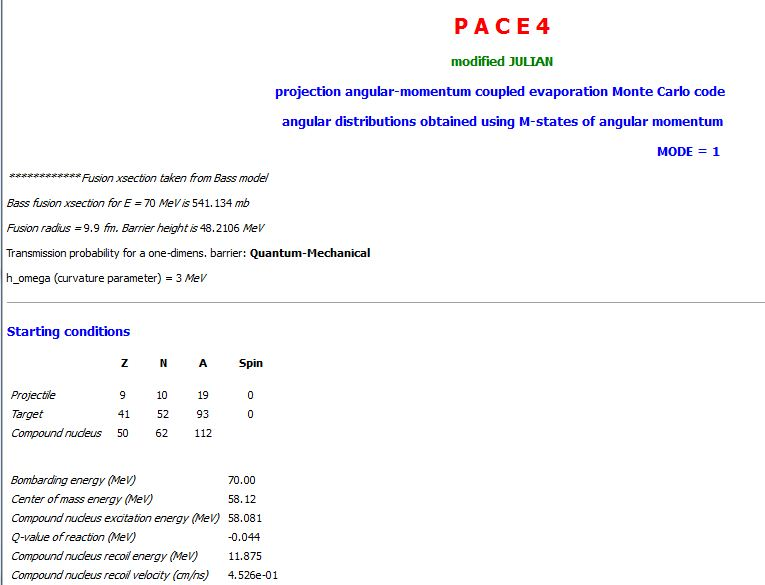 P A C E 4
modified JULIAN
projection angular-momentum coupled evaporation Monte Carlo code
angular distributions obtained using M-states of angular momentum
MODE = 1
************Fusion xsection taken from Bass model
Bass fusion xsection for E = 70 MeV is 541.134 mb
Fusion radius = 9.9 fm. Barrier height is 48.2106 MeV
Transmission probability for a one-dimens. barrier: Quantum-Mechanical
h_omega (curvature parameter) = 3 MeV
Starting conditions
Z N A Spin
Projectile 9 10 19 0
Target 41 52 93 0
Compound nucleus 50 62 112
Bombarding energy (MeV) 70.00
Center of mass energy (MeV) 58.12
Compound nucleus excitation energy (MeV) 58.081
Q-value of reaction (MeV) -0.044
Compound nucleus recoil energy (MeV) 11.875
Compound nucleus recoil velocity (cm/ns) 4.526e-01